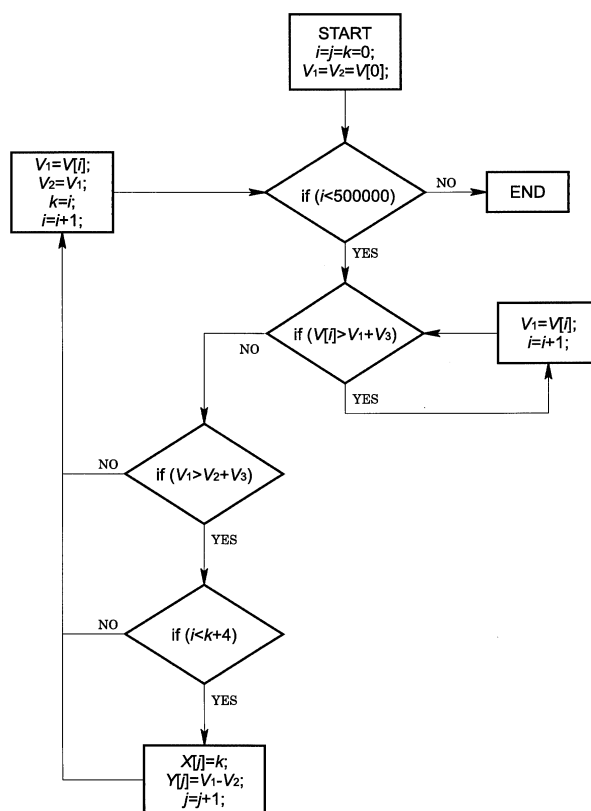 START
i=j=k=0;
V₁=V₂=V[0];
V₁=V[i];
V₂=V₁;
k=i;
i=i+1;
if (i<500000)
NO
END
YES
if (V[i]>V₁+V₃)
V₁=V[i];
i=i+1;
NO
YES
NO
if (V₁>V₂+V₃)
YES
NO
if (i<k+4)
YES
X[j]=k;
Y[j]=V₁-V₂;
j=j+1;